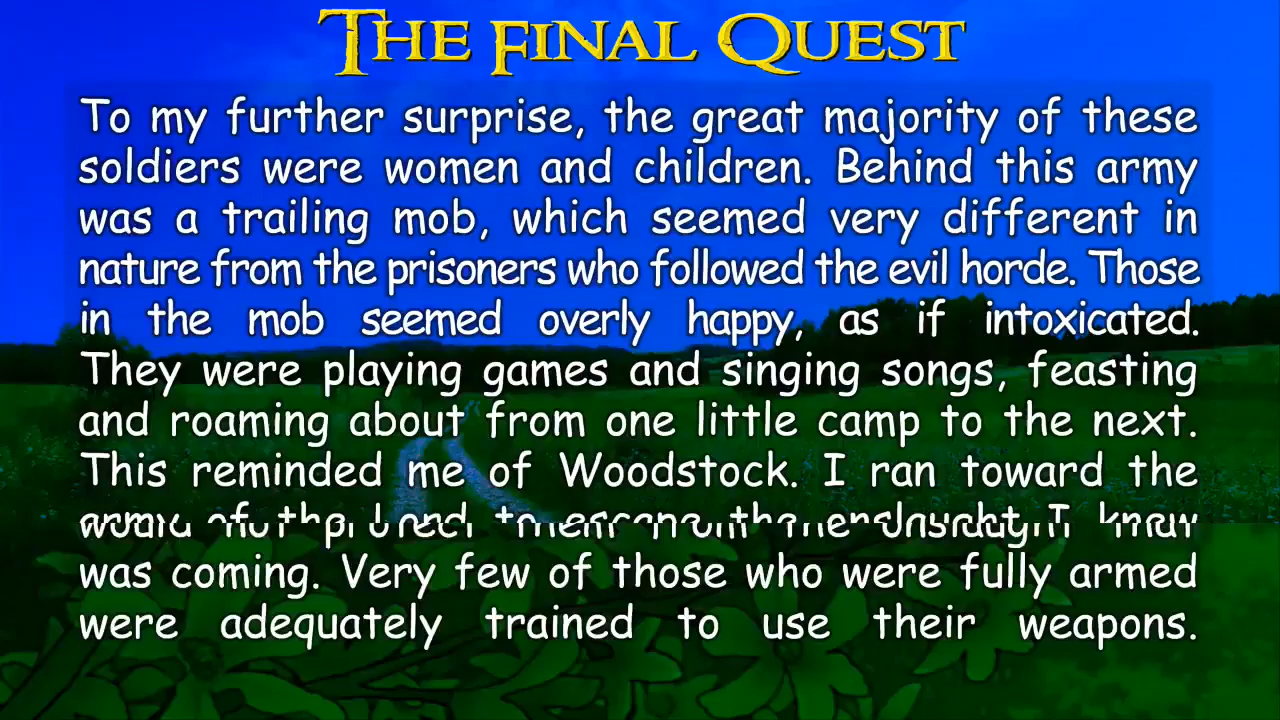 The Final Quest
To my further surprise, the great majority of these
soldiers were women and children. Behind this army
was a trailing mob, which seemed very different in
nature from the prisoners who followed the evil horde. Those
in the mob seemed overly happy, as if intoxicated.
They were playing games and singing songs, feasting
and roaming about from one little camp to the next.
This reminded me of Woodstock. I ran toward the
was coming. Very few of those who were fully armed
were adequately trained to use their weapons.